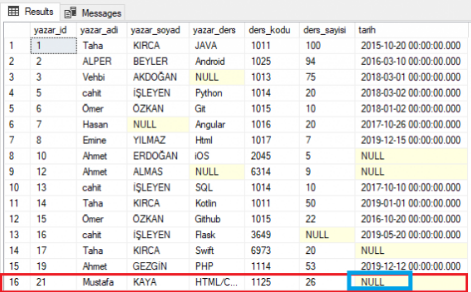 Results Messages
yazar_id yazar_adi yazar_soyad yazar_ders ders_kodu ders_sayisi tarih
1 1 Taha KIRCA JAVA 1011 100 2015-10-20 00:00:00.000
2 2 ALPER BEYLER Android 1025 94 2016-03-10 00:00:00.000
3 3 Vehbi AKDOĞAN NULL 1013 75 2018-03-01 00:00:00.000
4 5 cahit İŞLEYEN Python 1014 20 2018-03-02 00:00:00.000
5 6 Ömer ÖZKAN Git 1015 10 2018-01-02 00:00:00.000
6 7 Hasan NULL Angular 1016 20 2017-10-26 00:00:00.000
7 8 Emine YILMAZ Html 1017 7 2019-12-15 00:00:00.000
8 10 Ahmet ERDOĞAN iOS 2045 5 NULL
9 12 Ahmet ALMAS NULL 6314 9 NULL
10 13 cahit İŞLEYEN SQL 1014 10 2017-10-10 00:00:00.000
11 14 Taha KIRCA Kotlin 1011 50 2019-01-01 00:00:00.000
12 15 Ömer ÖZKAN Github 1015 22 2016-10-20 00:00:00.000
13 16 cahit İŞLEYEN Flask 3649 NULL 2019-05-20 00:00:00.000
14 17 Taha KIRCA Swift 6973 20 NULL
15 19 Ahmet GEZGİN PHP 1114 53 2019-12-12 00:00:00.000
16 21 Mustafa KAYA HTML/C... 1125 26 NULL